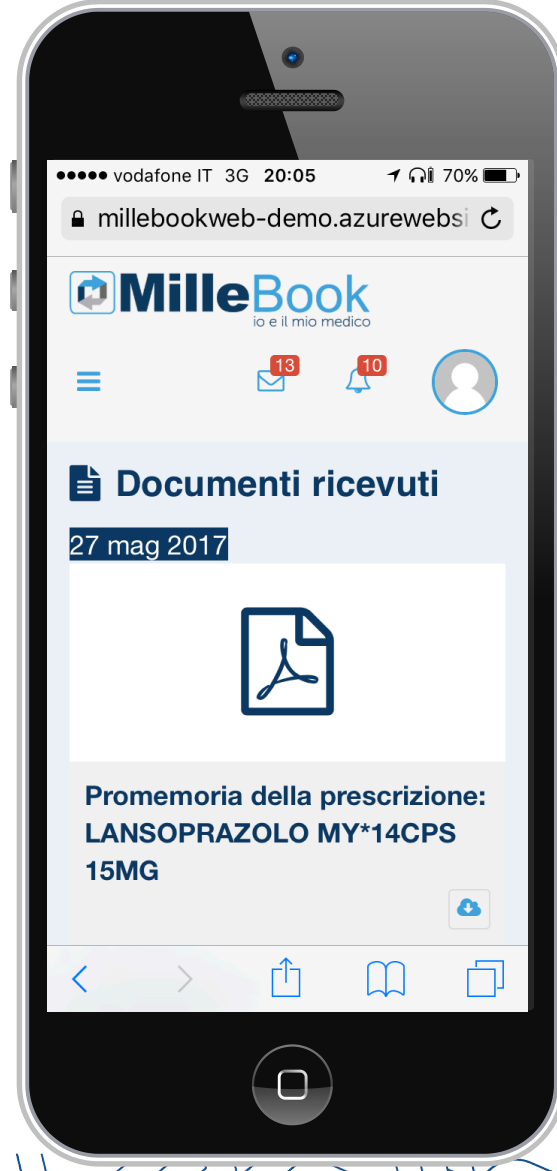 vodafone IT 3G 20:05 70%
millebookweb-demo.azurewebsi
MilleBook
io e il mio medico
13 10
Documenti ricevuti
27 mag 2017
Promemoria della prescrizione:
LANSOPRAZOLO MY*14CPS
15MG